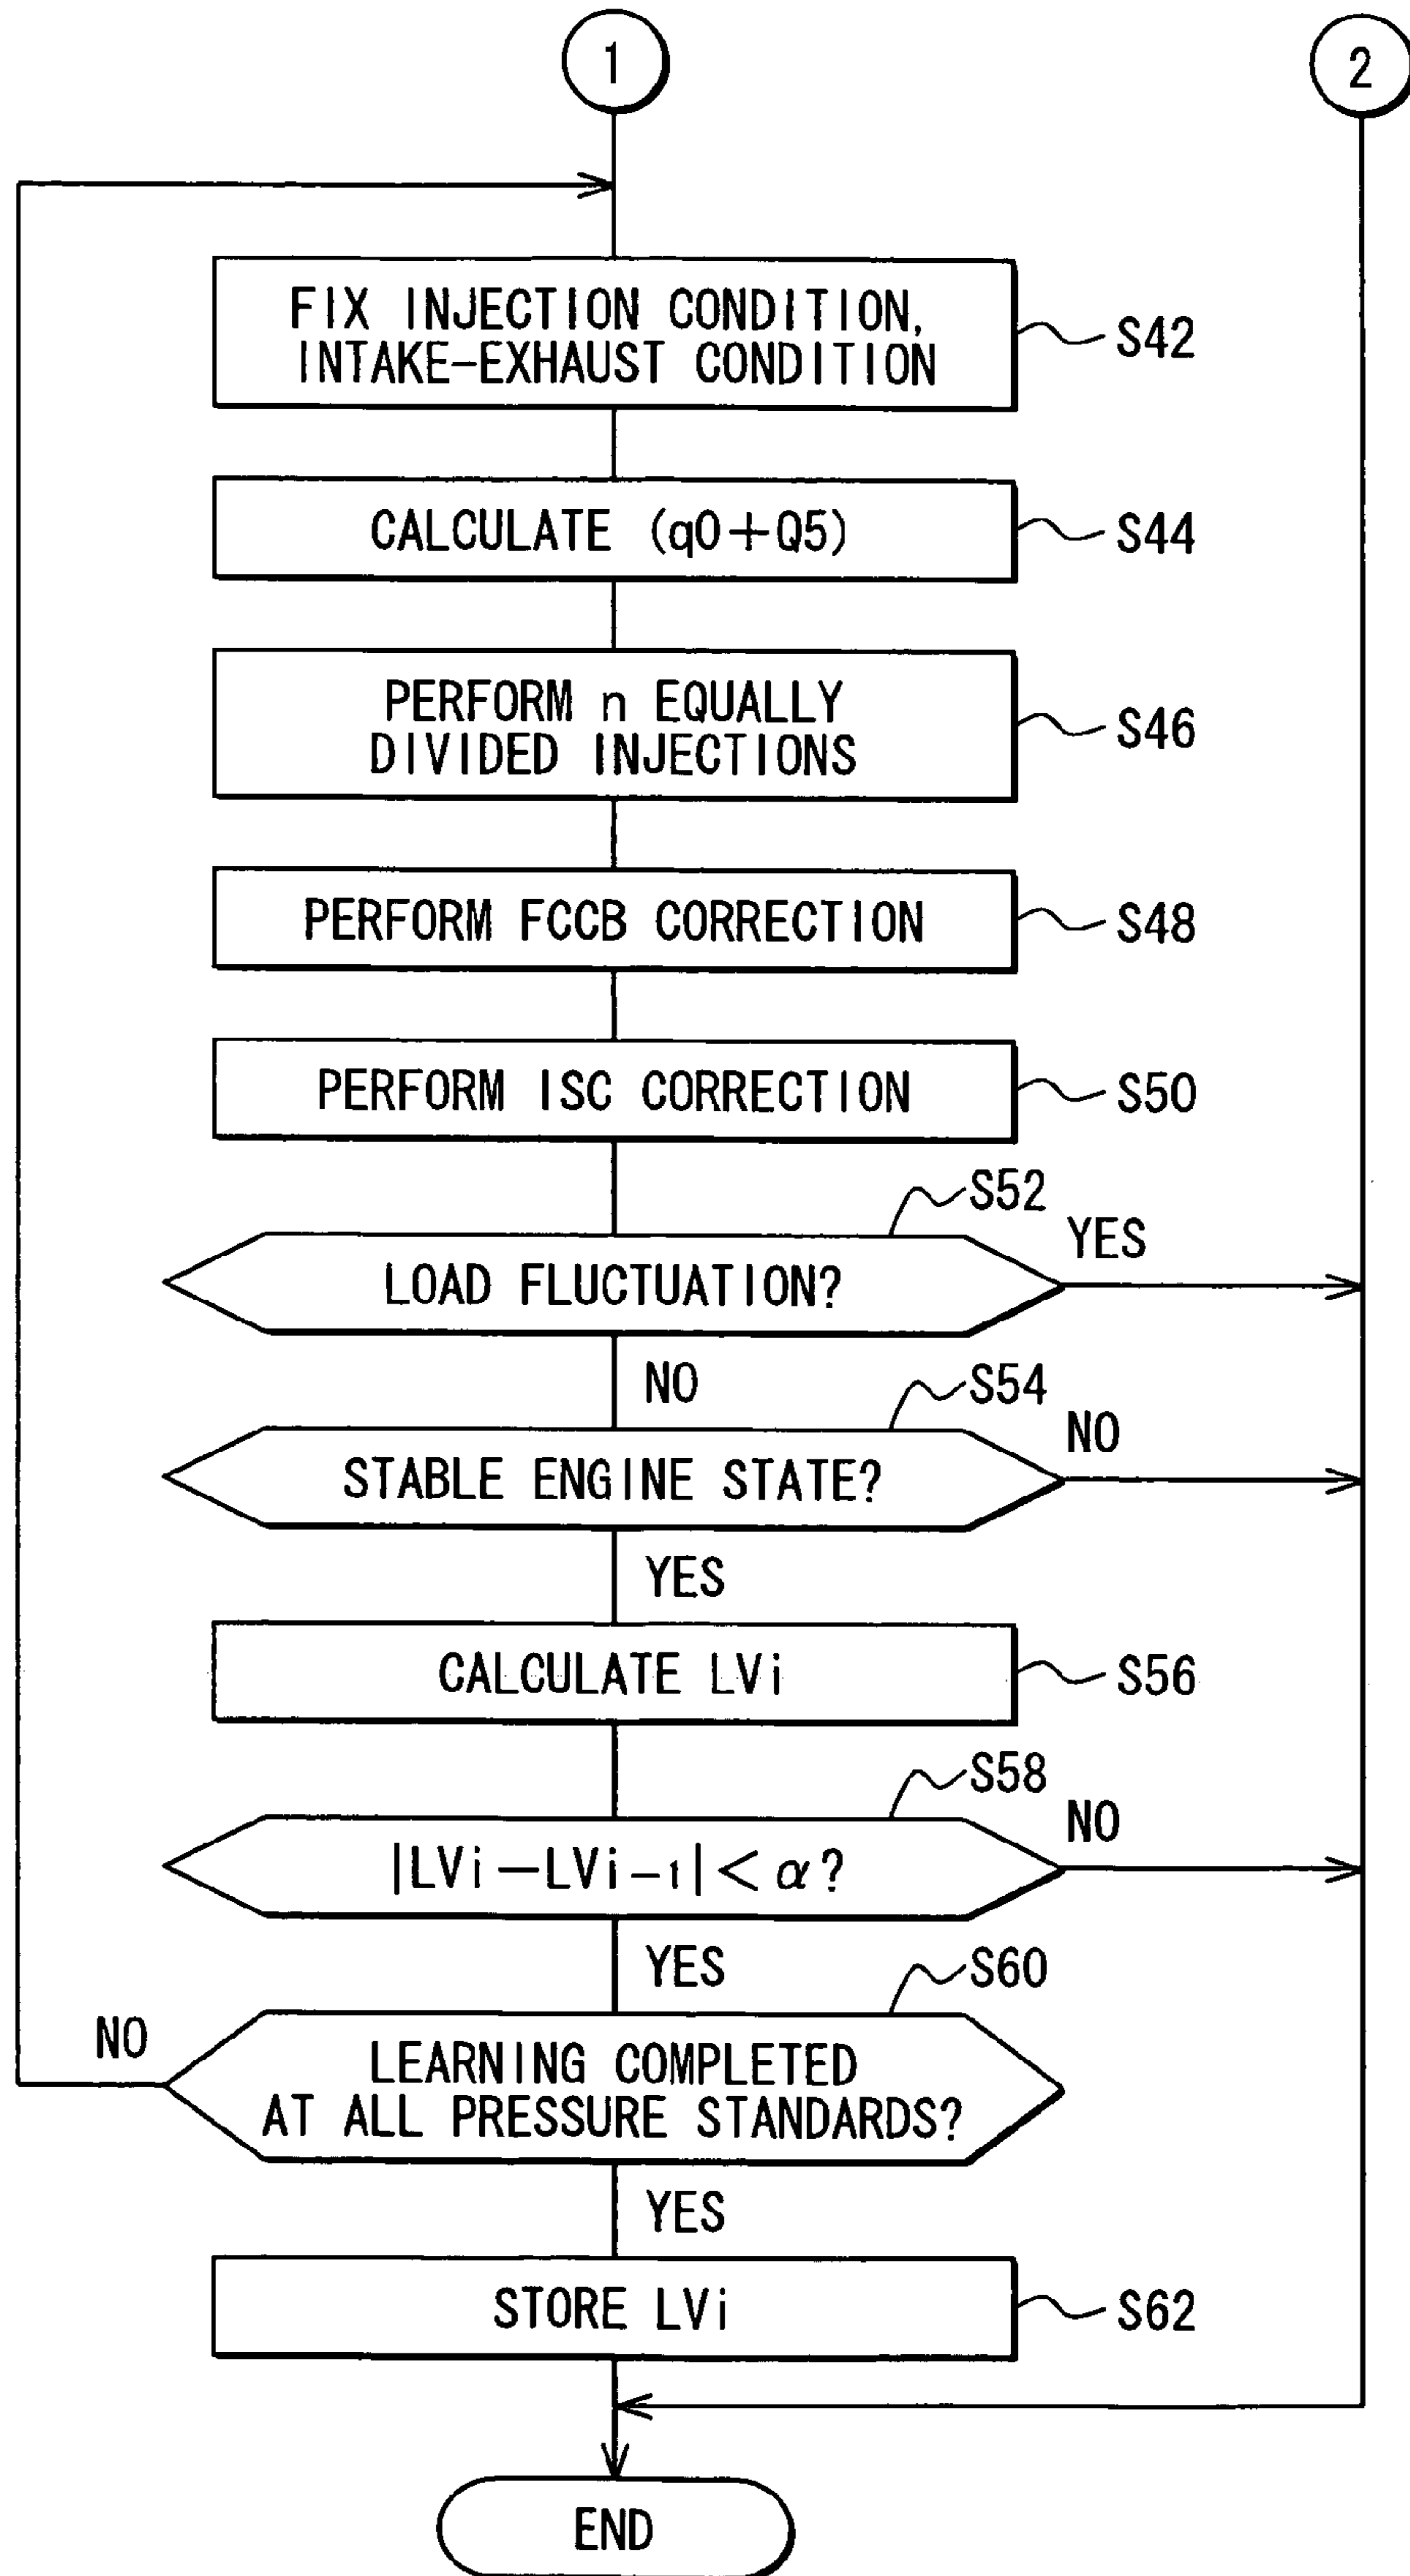 1
2
FIX INJECTION CONDITION,
INTAKE-EXHAUST CONDITION
S42
CALCULATE (q0+Q5)
S44
PERFORM n EQUALLY
DIVIDED INJECTIONS
S46
PERFORM FCCB CORRECTION
S48
PERFORM ISC CORRECTION
S50
S52
LOAD FLUCTUATION?
YES
NO
S54
STABLE ENGINE STATE?
NO
YES
CALCULATE LVi
S56
S58
|LVi-LVi-1|<α?
NO
YES
S60
NO
LEARNING COMPLETED
AT ALL PRESSURE STANDARDS?
YES
STORE LVi
S62
END